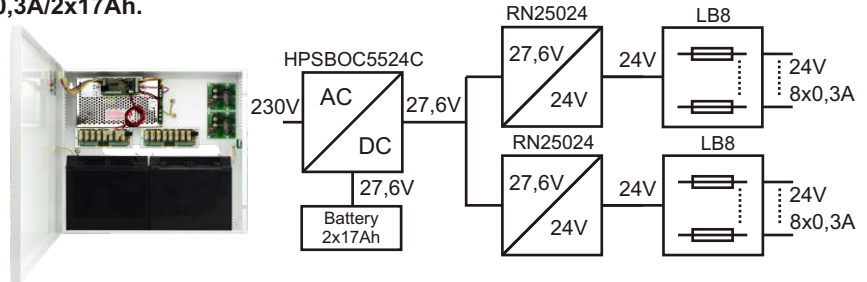 0,3A/2x17Ah.
HPSBOC5524C
230V
AC
DC
27,6V
27,6V
Battery
2x17Ah
RN25024
27,6V
24V
24V
LB8
24V
8x0,3A
RN25024
27,6V
24V
24V
LB8
24V
8x0,3A